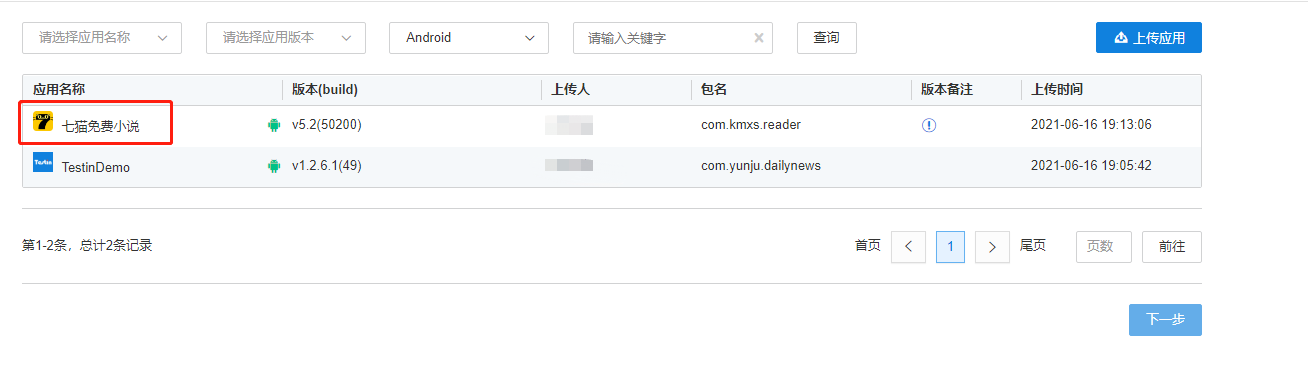 请选择应用名称 请选择应用版本 Android 请输入关键字 查询 上传应用
应用名称 版本(build) 上传人 包名 版本备注 上传时间
七猫免费小说 v5.2(50200) com.kmxs.reader 2021-06-16 19:13:06
Testin TestinDemo v1.2.6.1(49) com.yunju.dailynews 2021-06-16 19:05:42
第1-2条，总计2条记录 首页 1 尾页 页数 前往
下一步